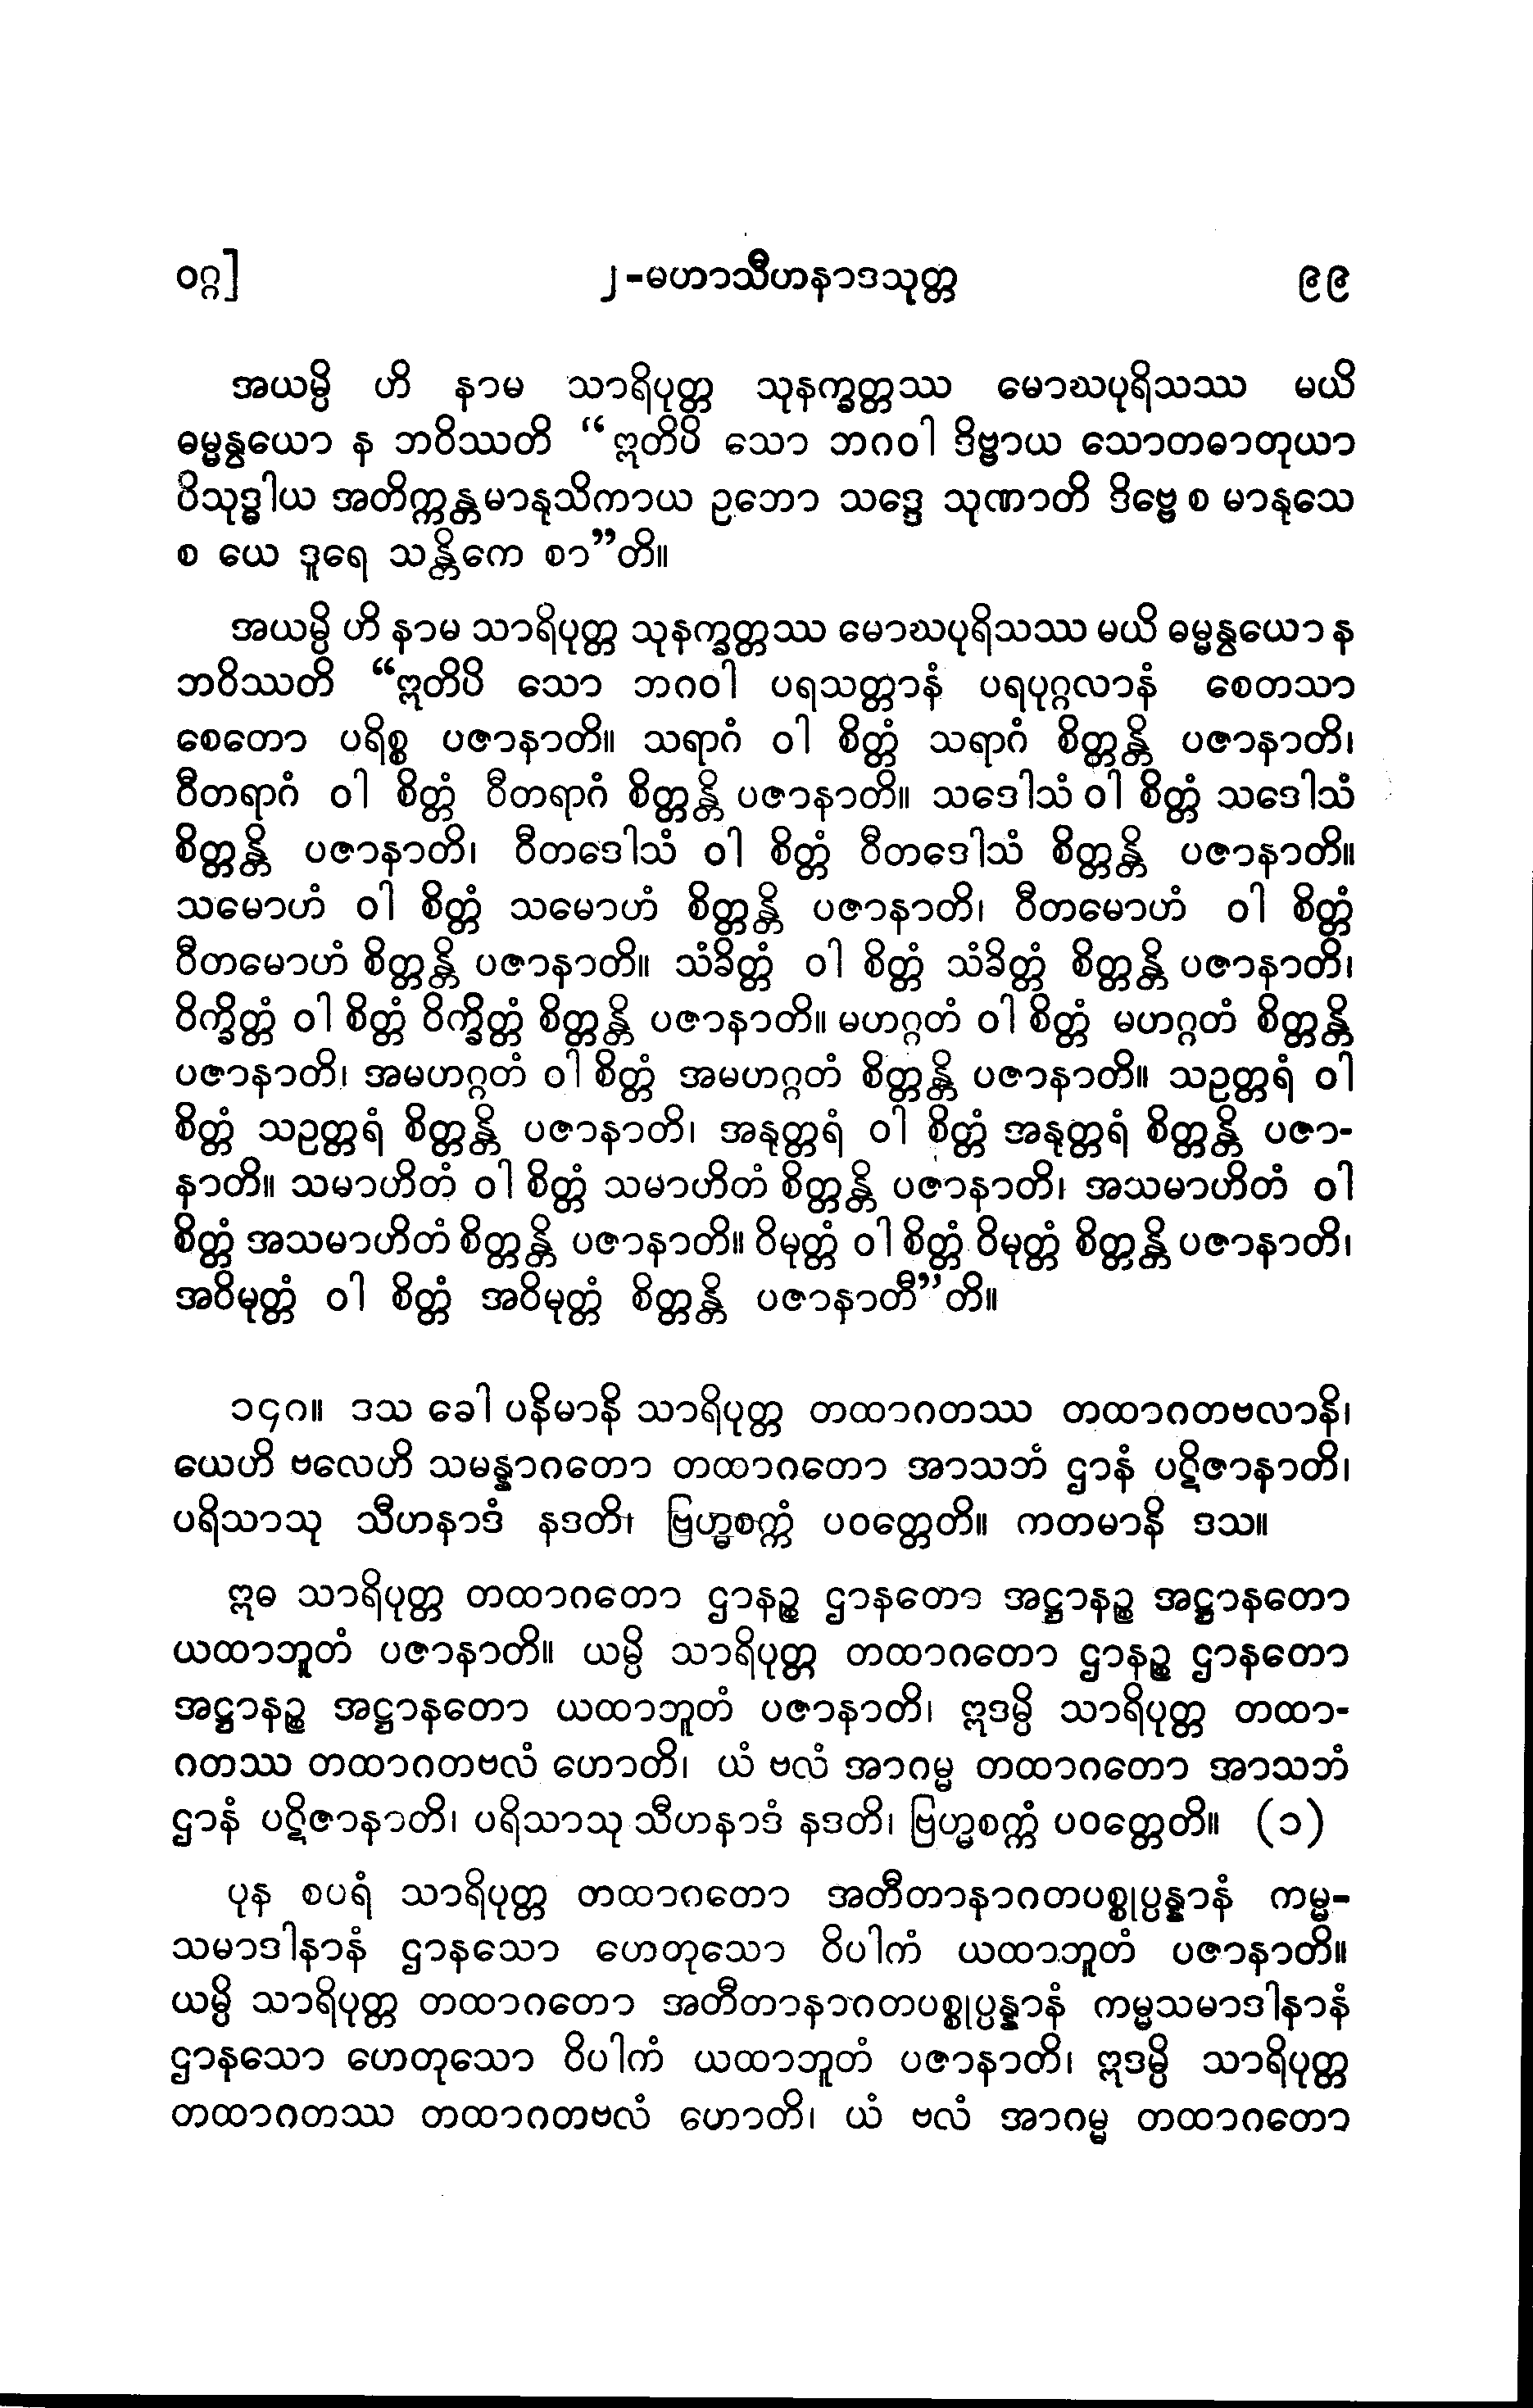 ဝဂ္ဂ]
၂-မဟာသီဟနာဒသုတ္တ
၉၉
အယမ္ပိ ဟိ နာမ သာရိပုတ္တ သုနက္ခတ္တဿ မောဃပုရိသဿ မယိ
ဓမ္မန္ဝယော န ဘဝိဿတိ “ဣတိပိ သော ဘဂဝါ ဒိဗ္ဗာယ သောတဓာတုယာ
ဝိသုဒ္ဓါယ အတိက္ကန္တမာနုသိကာယ ဥဘော သဒ္ဒေ သုဏာတိ ဒိဗ္ဗေ စ မာနုသေ
စ ယေ ဒူရေ သန္တိကေ စာ”တိ။
အယမ္ပိ ဟိ နာမ သာရိပုတ္တ သုနက္ခတ္တဿ မောဃပုရိသဿ မယိ ဓမ္မန္ဝယော န
ဘဝိဿတိ “ဣတိပိ သော ဘဂဝါ ပရသတ္တာနံ ပရပုဂ္ဂလာနံ စေတသာ
စေတော ပရိစ္စ ပဇာနာတိ။ သရာဂံ ဝါ စိတ္တံ သရာဂံ စိတ္တန္တိ ပဇာနာတိ၊
ဝီတရာဂံ ဝါ စိတ္တံ ဝီတရာဂံ စိတ္တန္တိ ပဇာနာတိ။ သဒေါသံ ဝါ စိတ္တံ သဒေါသံ
စိတ္တန္တိ ပဇာနာတိ၊ ဝီတဒေါသံ ဝါ စိတ္တံ ဝီတဒေါသံ စိတ္တန္တိ ပဇာနာတိ။
သမောဟံ ဝါ စိတ္တံ သမောဟံ စိတ္တန္တိ ပဇာနာတိ၊ ဝီတမောဟံ ဝါ စိတ္တံ
ဝီတမောဟံ စိတ္တန္တိ ပဇာနာတိ။ သံခိတ္တံ ဝါ စိတ္တံ သံခိတ္တံ စိတ္တန္တိ ပဇာနာတိ၊
ဝိက္ခိတ္တံ ဝါ စိတ္တံ ဝိက္ခိတ္တံ စိတ္တန္တိ ပဇာနာတိ။ မဟဂ္ဂတံ ဝါ စိတ္တံ မဟဂ္ဂတံ စိတ္တန္တိ
ပဇာနာတိ၊ အမဟဂ္ဂတံ ဝါ စိတ္တံ အမဟဂ္ဂတံ စိတ္တန္တိ ပဇာနာတိ။ သဥတ္တရံ ဝါ
စိတ္တံ သဥတ္တရံ စိတ္တန္တိ ပဇာနာတိ၊ အနုတ္တရံ ဝါ စိတ္တံ အနုတ္တရံ စိတ္တန္တိ ပဇာ-
နာတိ။ သမာဟိတံ ဝါ စိတ္တံ သမာဟိတံ စိတ္တန္တိ ပဇာနာတိ၊ အသမာဟိတံ ဝါ
စိတ္တံ အသမာဟိတံ စိတ္တန္တိ ပဇာနာတိ။ ဝိမုတ္တံ ဝါ စိတ္တံ ဝိမုတ္တံ စိတ္တန္တိ ပဇာနာတိ၊
အဝိမုတ္တံ ဝါ စိတ္တံ အဝိမုတ္တံ စိတ္တန္တိ ပဇာနာတီ”တိ။
၁၄၈။ ဒသ ခေါ ပနိမာနိ သာရိပုတ္တ တထာဂတဿ တထာဂတဗလာနိ၊
ယေဟိ ဗလေဟိ သမန္နာဂတော တထာဂတော အာသဘံ ဌာနံ ပဋိဇာနာတိ၊
ပရိသာသု သီဟနာဒံ နဒတိ၊ ဗြဟ္မစက္ကံ ပဝတ္တေတိ။ ကတမာနိ ဒသ။
ဣဓ သာရိပုတ္တ တထာဂတော ဌာနဉ္စ ဌာနတော အဋ္ဌာနဉ္စ အဋ္ဌာနတော
ယထာဘူတံ ပဇာနာတိ။ ယမ္ပိ သာရိပုတ္တ တထာဂတော ဌာနဉ္စ ဌာနတော
အဋ္ဌာနဉ္စ အဋ္ဌာနတော ယထာဘူတံ ပဇာနာတိ၊ ဣဒမ္ပိ သာရိပုတ္တ တထာ-
ဂတဿ တထာဂတဗလံ ဟောတိ၊ ယံ ဗလံ အာဂမ္မ တထာဂတော အာသဘံ
ဌာနံ ပဋိဇာနာတိ၊ ပရိသာသု သီဟနာဒံ နဒတိ၊ ဗြဟ္မစက္ကံ ပဝတ္တေတိ။ (၁)
ပုန စပရံ သာရိပုတ္တ တထာဂတော အတီတာနာဂတပစ္စုပ္ပန္နာနံ ကမ္မ-
သမာဒါနာနံ ဌာနသော ဟေတုသော ဝိပါကံ ယထာဘူတံ ပဇာနာတိ။
ယမ္ပိ သာရိပုတ္တ တထာဂတော အတီတာနာဂတပစ္စုပ္ပန္နာနံ ကမ္မသမာဒါနာနံ
ဌာနသော ဟေတုသော ဝိပါကံ ယထာဘူတံ ပဇာနာတိ၊ ဣဒမ္ပိ သာရိပုတ္တ
တထာဂတဿ တထာဂတဗလံ ဟောတိ၊ ယံ ဗလံ အာဂမ္မ တထာဂတော